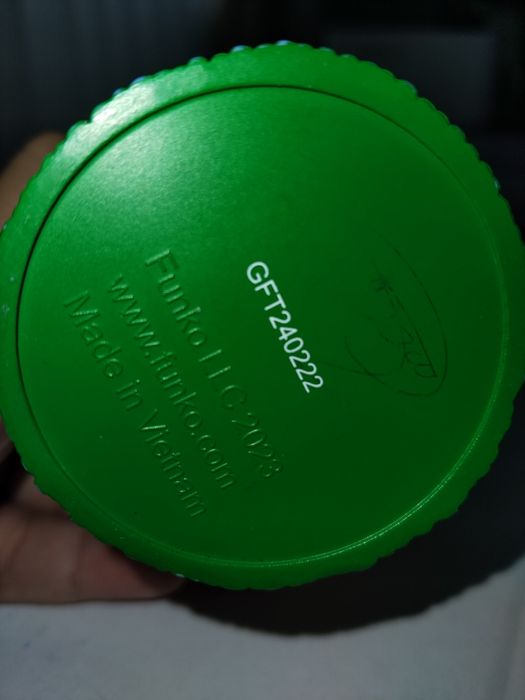 GFT240222
Funko LLC 2023
www.funko.com
Made in Vietnam